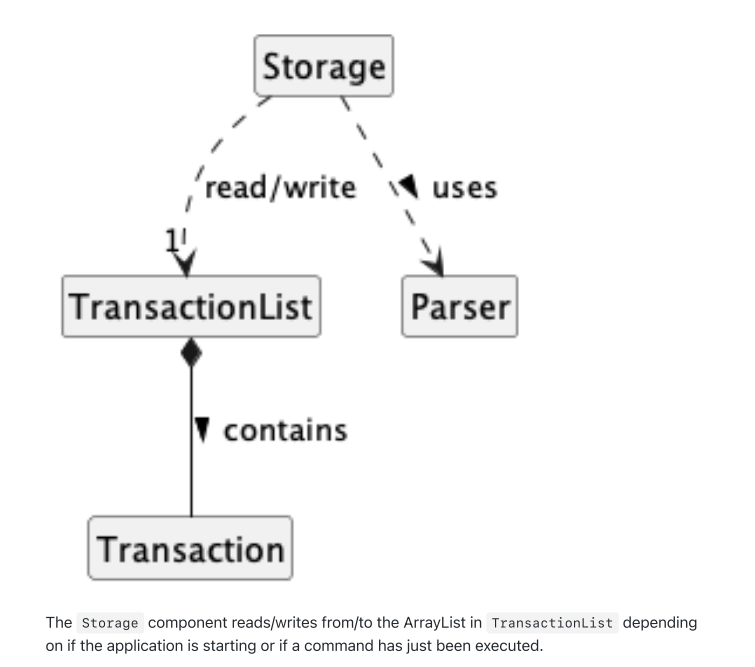 Storage
read/write
uses
1
TransactionList
Parser
contains
Transaction
The Storage component reads/writes from/to the ArrayList in TransactionList depending
on if the application is starting or if a command has just been executed.